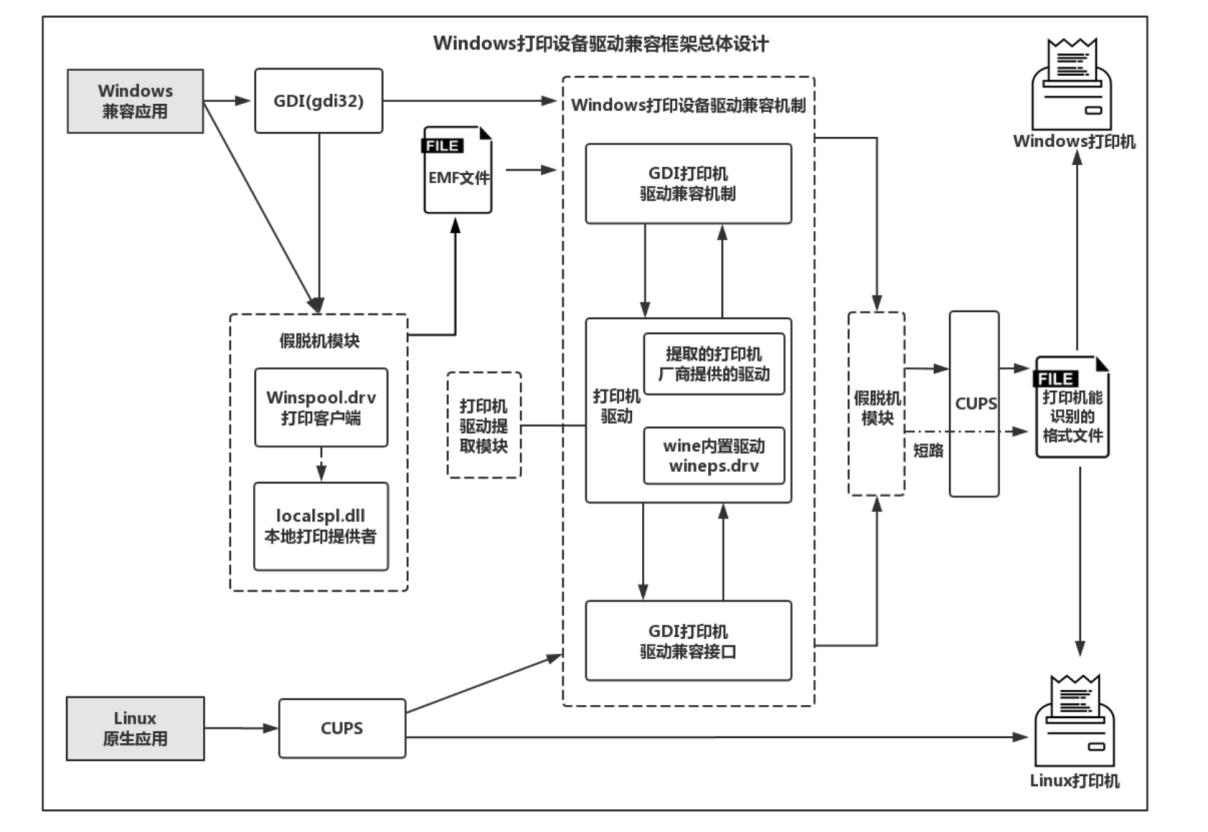 Windows打印设备驱动兼容框架总体设计
Windows
兼容应用
GDI(gdi32)
FILE
EMF文件
Windows打印设备驱动兼容机制
GDI打印机
驱动兼容机制
Windows打印机
假脱机模块
Winspool.drv
打印客户端
localspl.dll
本地打印提供者
打印机
驱动提
取模块
打印机
驱动
提取的打印机
厂商提供的驱动
wine内置驱动
wineps.drv
假脱机
模块
短路
CUPS
FILE
打印机能
识别的
格式文件
GDI打印机
驱动兼容接口
Linux
原生应用
CUPS
Linux打印机